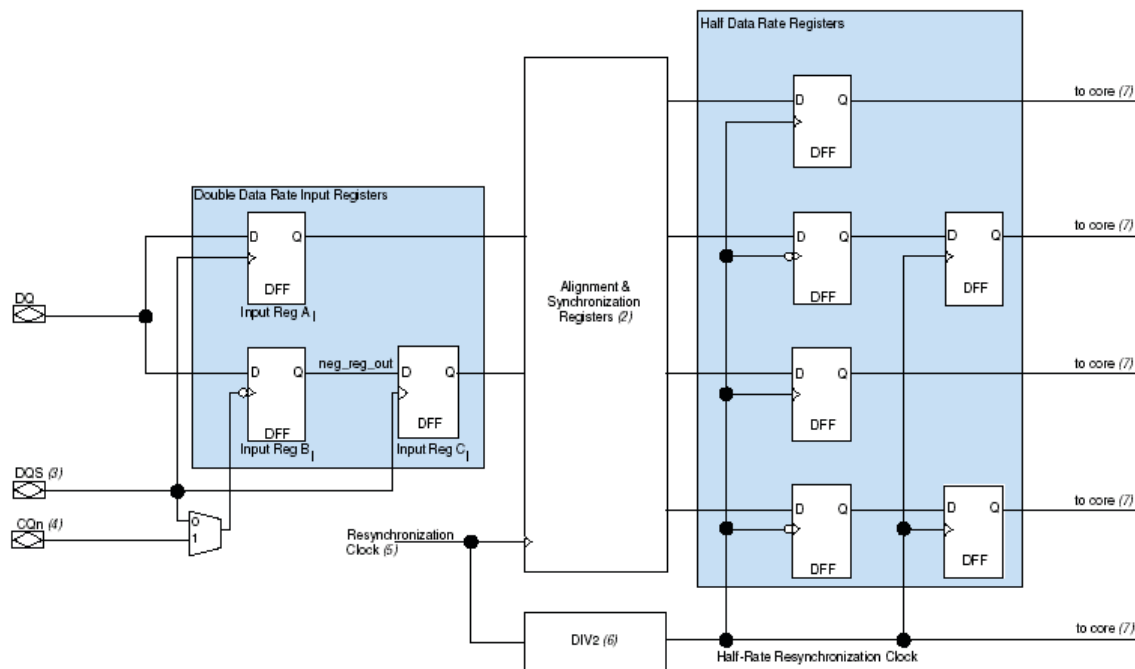 Half Data Rate Registers
D Q
DFF
to core (7)
Double Data Rate Input Registers
D Q
DFF
Input Reg A I
D Q
DFF
D Q
DFF
to core (7)
DQ
Alignment &
Synchronization
Registers (2)
neg_reg_out
D Q
DFF
Input Reg B I
D Q
DFF
Input Reg C I
D Q
DFF
to core (7)
DQS (3)
CQn (4)
0
1
Resynchronization
Clock (5)
D Q
DFF
D Q
DFF
to core (7)
DIV2 (6)
to core (7)
Half-Rate Resynchronization Clock